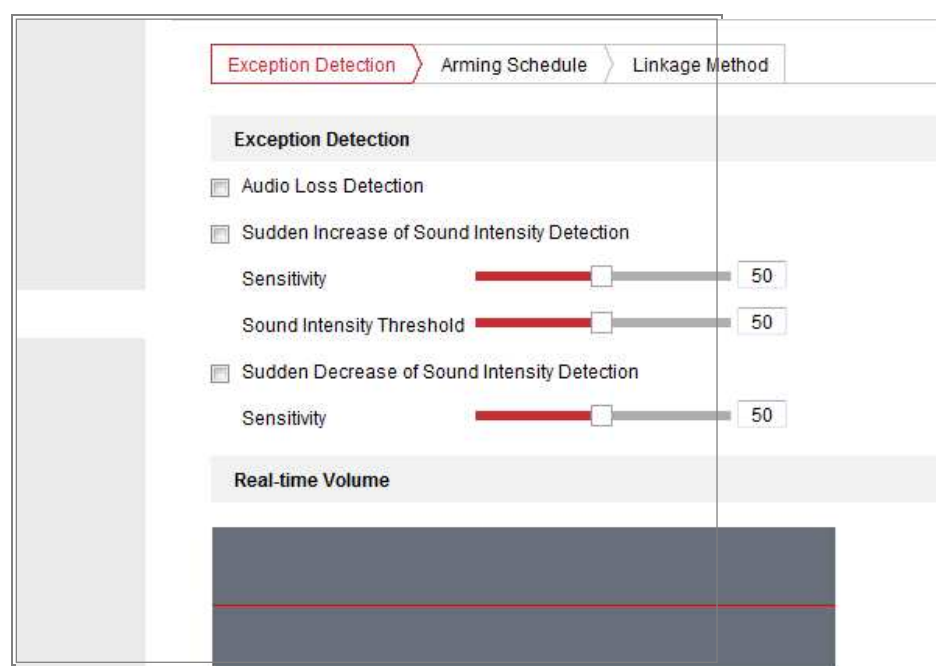 Exception Detection Arming Schedule Linkage Method
Exception Detection
Audio Loss Detection
Sudden Increase of Sound Intensity Detection
Sensitivity 50
Sound Intensity Threshold 50
Sudden Decrease of Sound Intensity Detection
Sensitivity 50
Real-time Volume